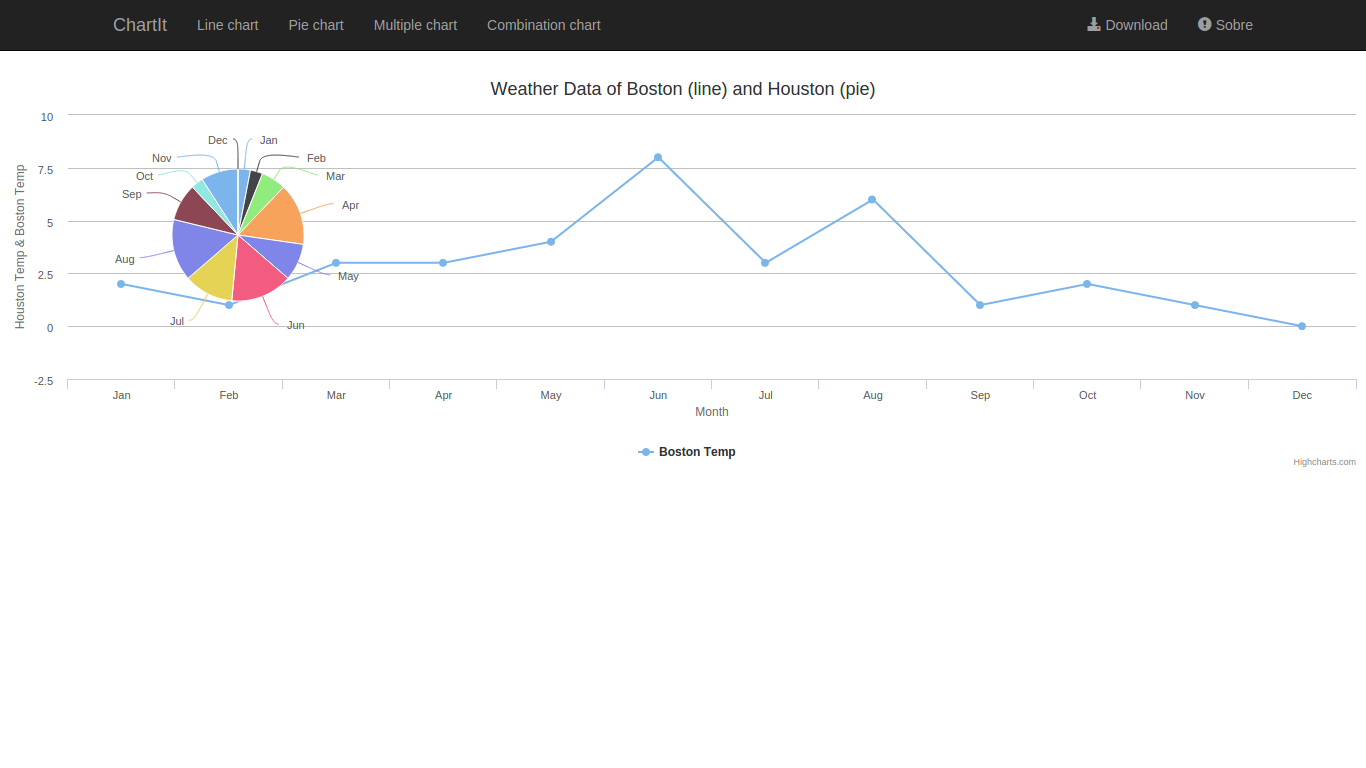 ChartIt Line chart Pie chart Multiple chart Combination chart Download Sobre
Weather Data of Boston (line) and Houston (pie)
Houston Temp & Boston Temp
10
7.5
5
2.5
0
-2.5
Dec Jan
Nov Feb
Oct Mar
Sep Apr
Aug May
Jul Jun
Jan Feb Mar Apr May Jun Jul Aug Sep Oct Nov Dec
Month
Boston Temp
Highcharts.com